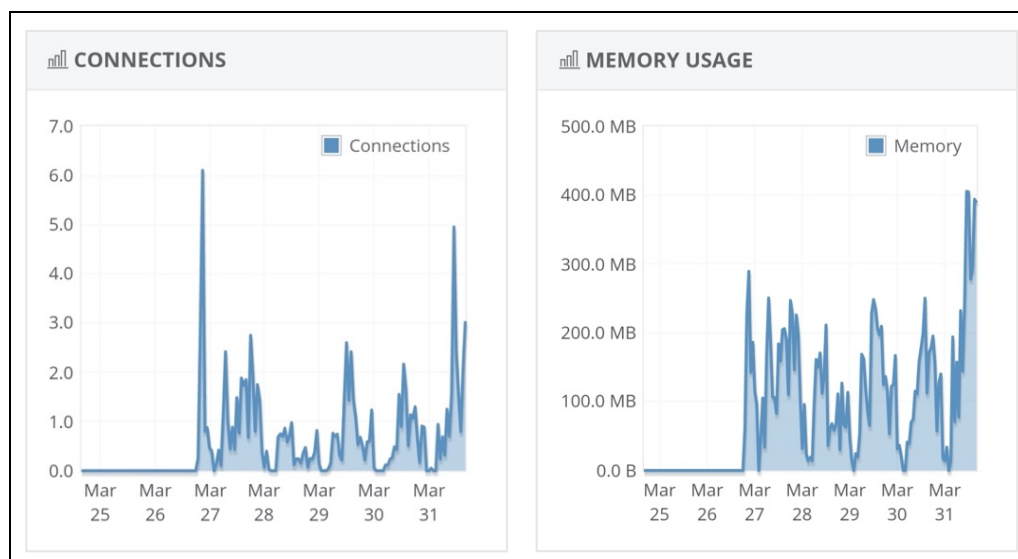 CONNECTIONS
7.0
Connections
6.0
5.0
4.0
3.0
2.0
1.0
0.0
Mar Mar Mar Mar Mar Mar Mar
25 26 27 28 29 30 31
MEMORY USAGE
500.0 MB
Memory
400.0 MB
300.0 MB
200.0 MB
100.0 MB
0.0 B
Mar Mar Mar Mar Mar Mar Mar
25 26 27 28 29 30 31